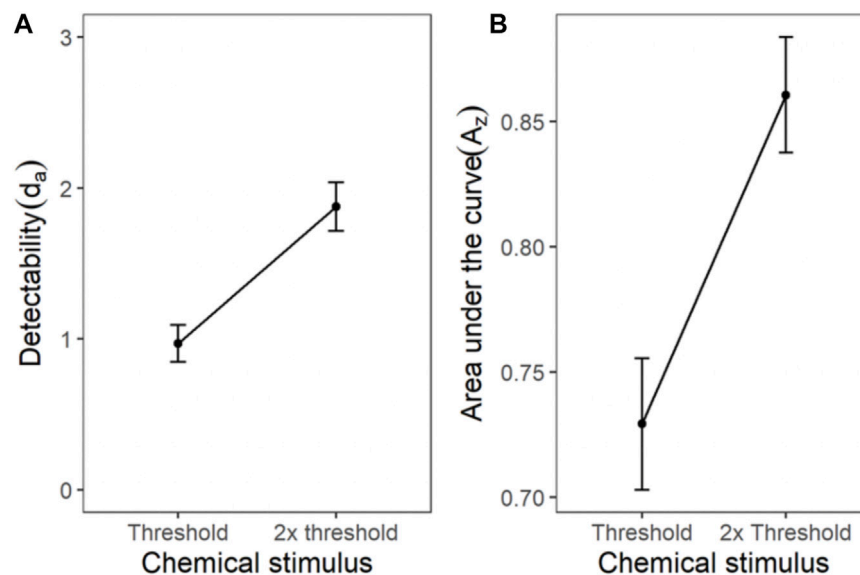 A
Detectability(da)
3
2
1
0
Threshold 2x threshold
Chemical stimulus
B
Area under the curve(Az)
0.85
0.80
0.75
0.70
Threshold 2x Threshold
Chemical stimulus